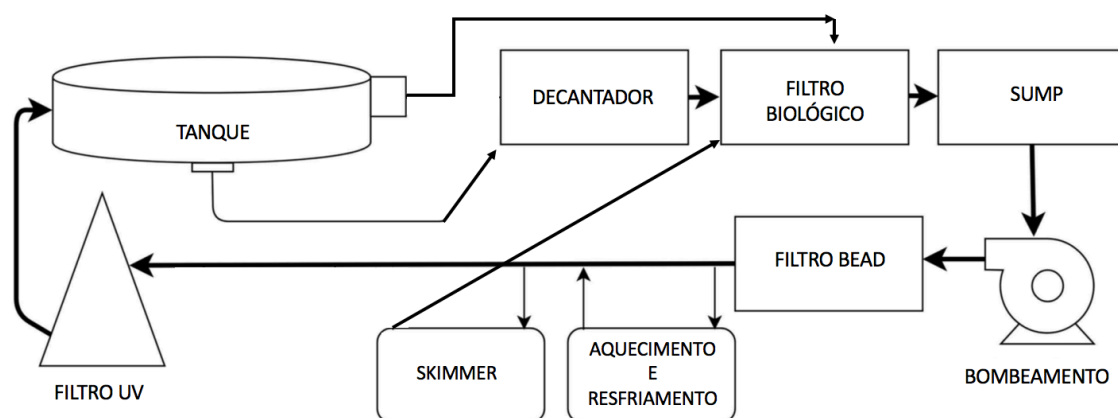 TANQUE
DECANTADOR
FILTRO
BIOLÓGICO
SUMP
FILTRO BEAD
BOMBEAMENTO
AQUECIMENTO
E
RESFRIAMENTO
SKIMMER
FILTRO UV